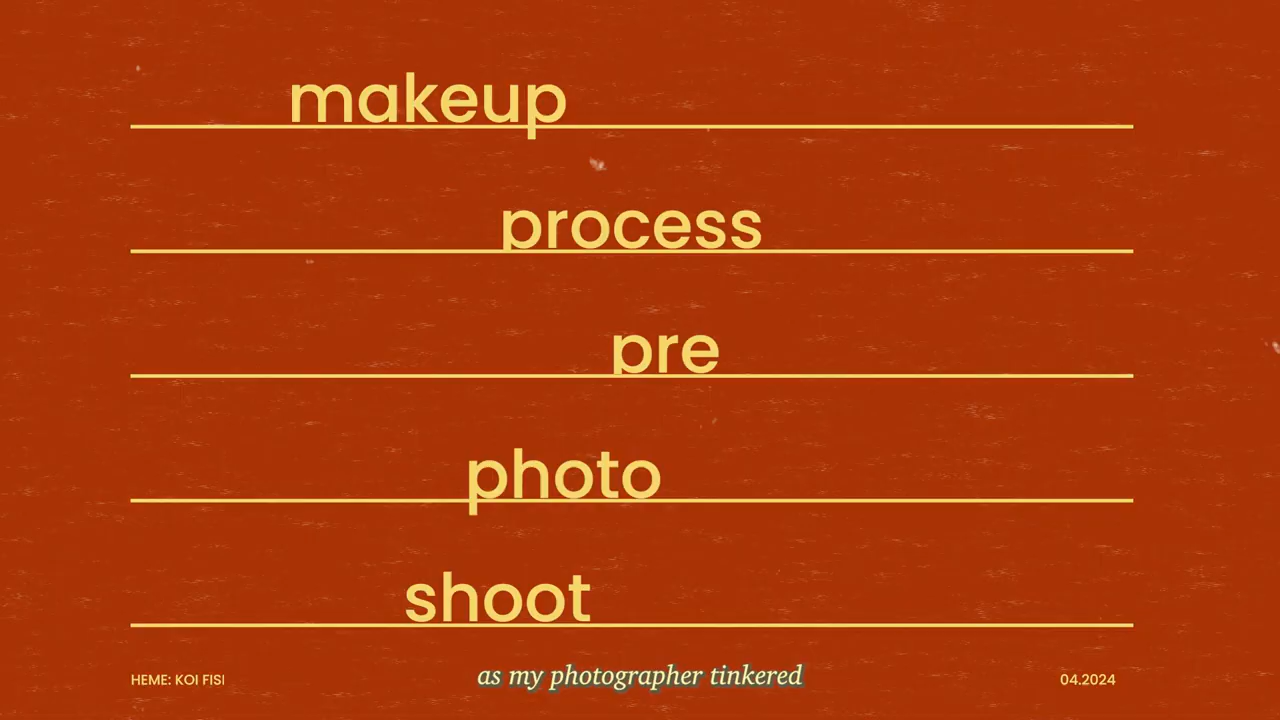 makeup
process
pre
photo
shoot
HEME: KOI FISI
as my photographer tinkered
04.2024